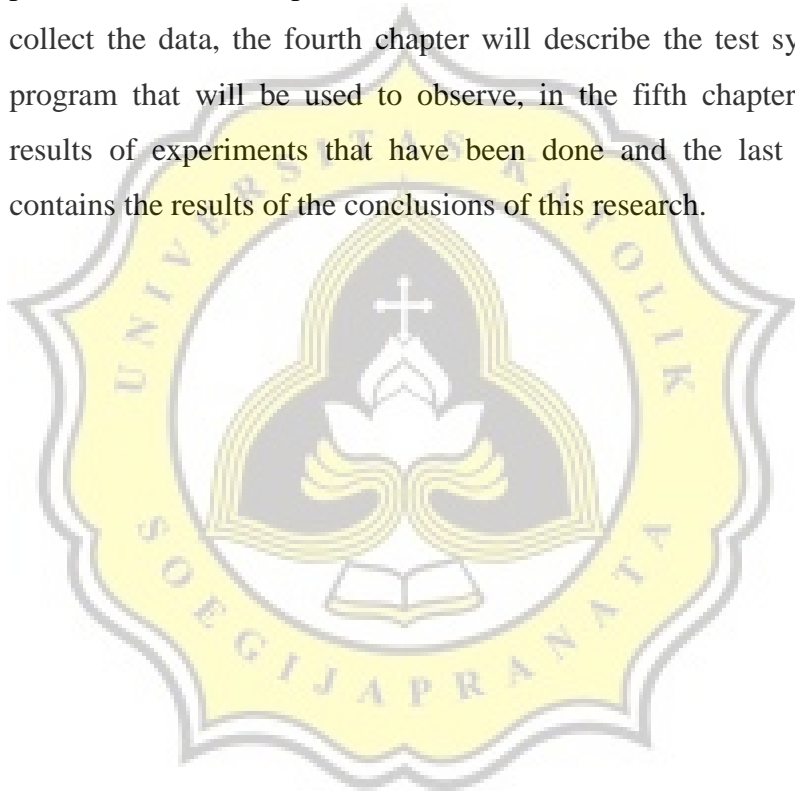 collect the data, the fourth chapter will describe the test sy
program that will be used to observe, in the fifth chapter
results of experiments that have been done and the last
contains the results of the conclusions of this research.
UNIVERSITAS KATOLIK
SOEGIJAPRANATA